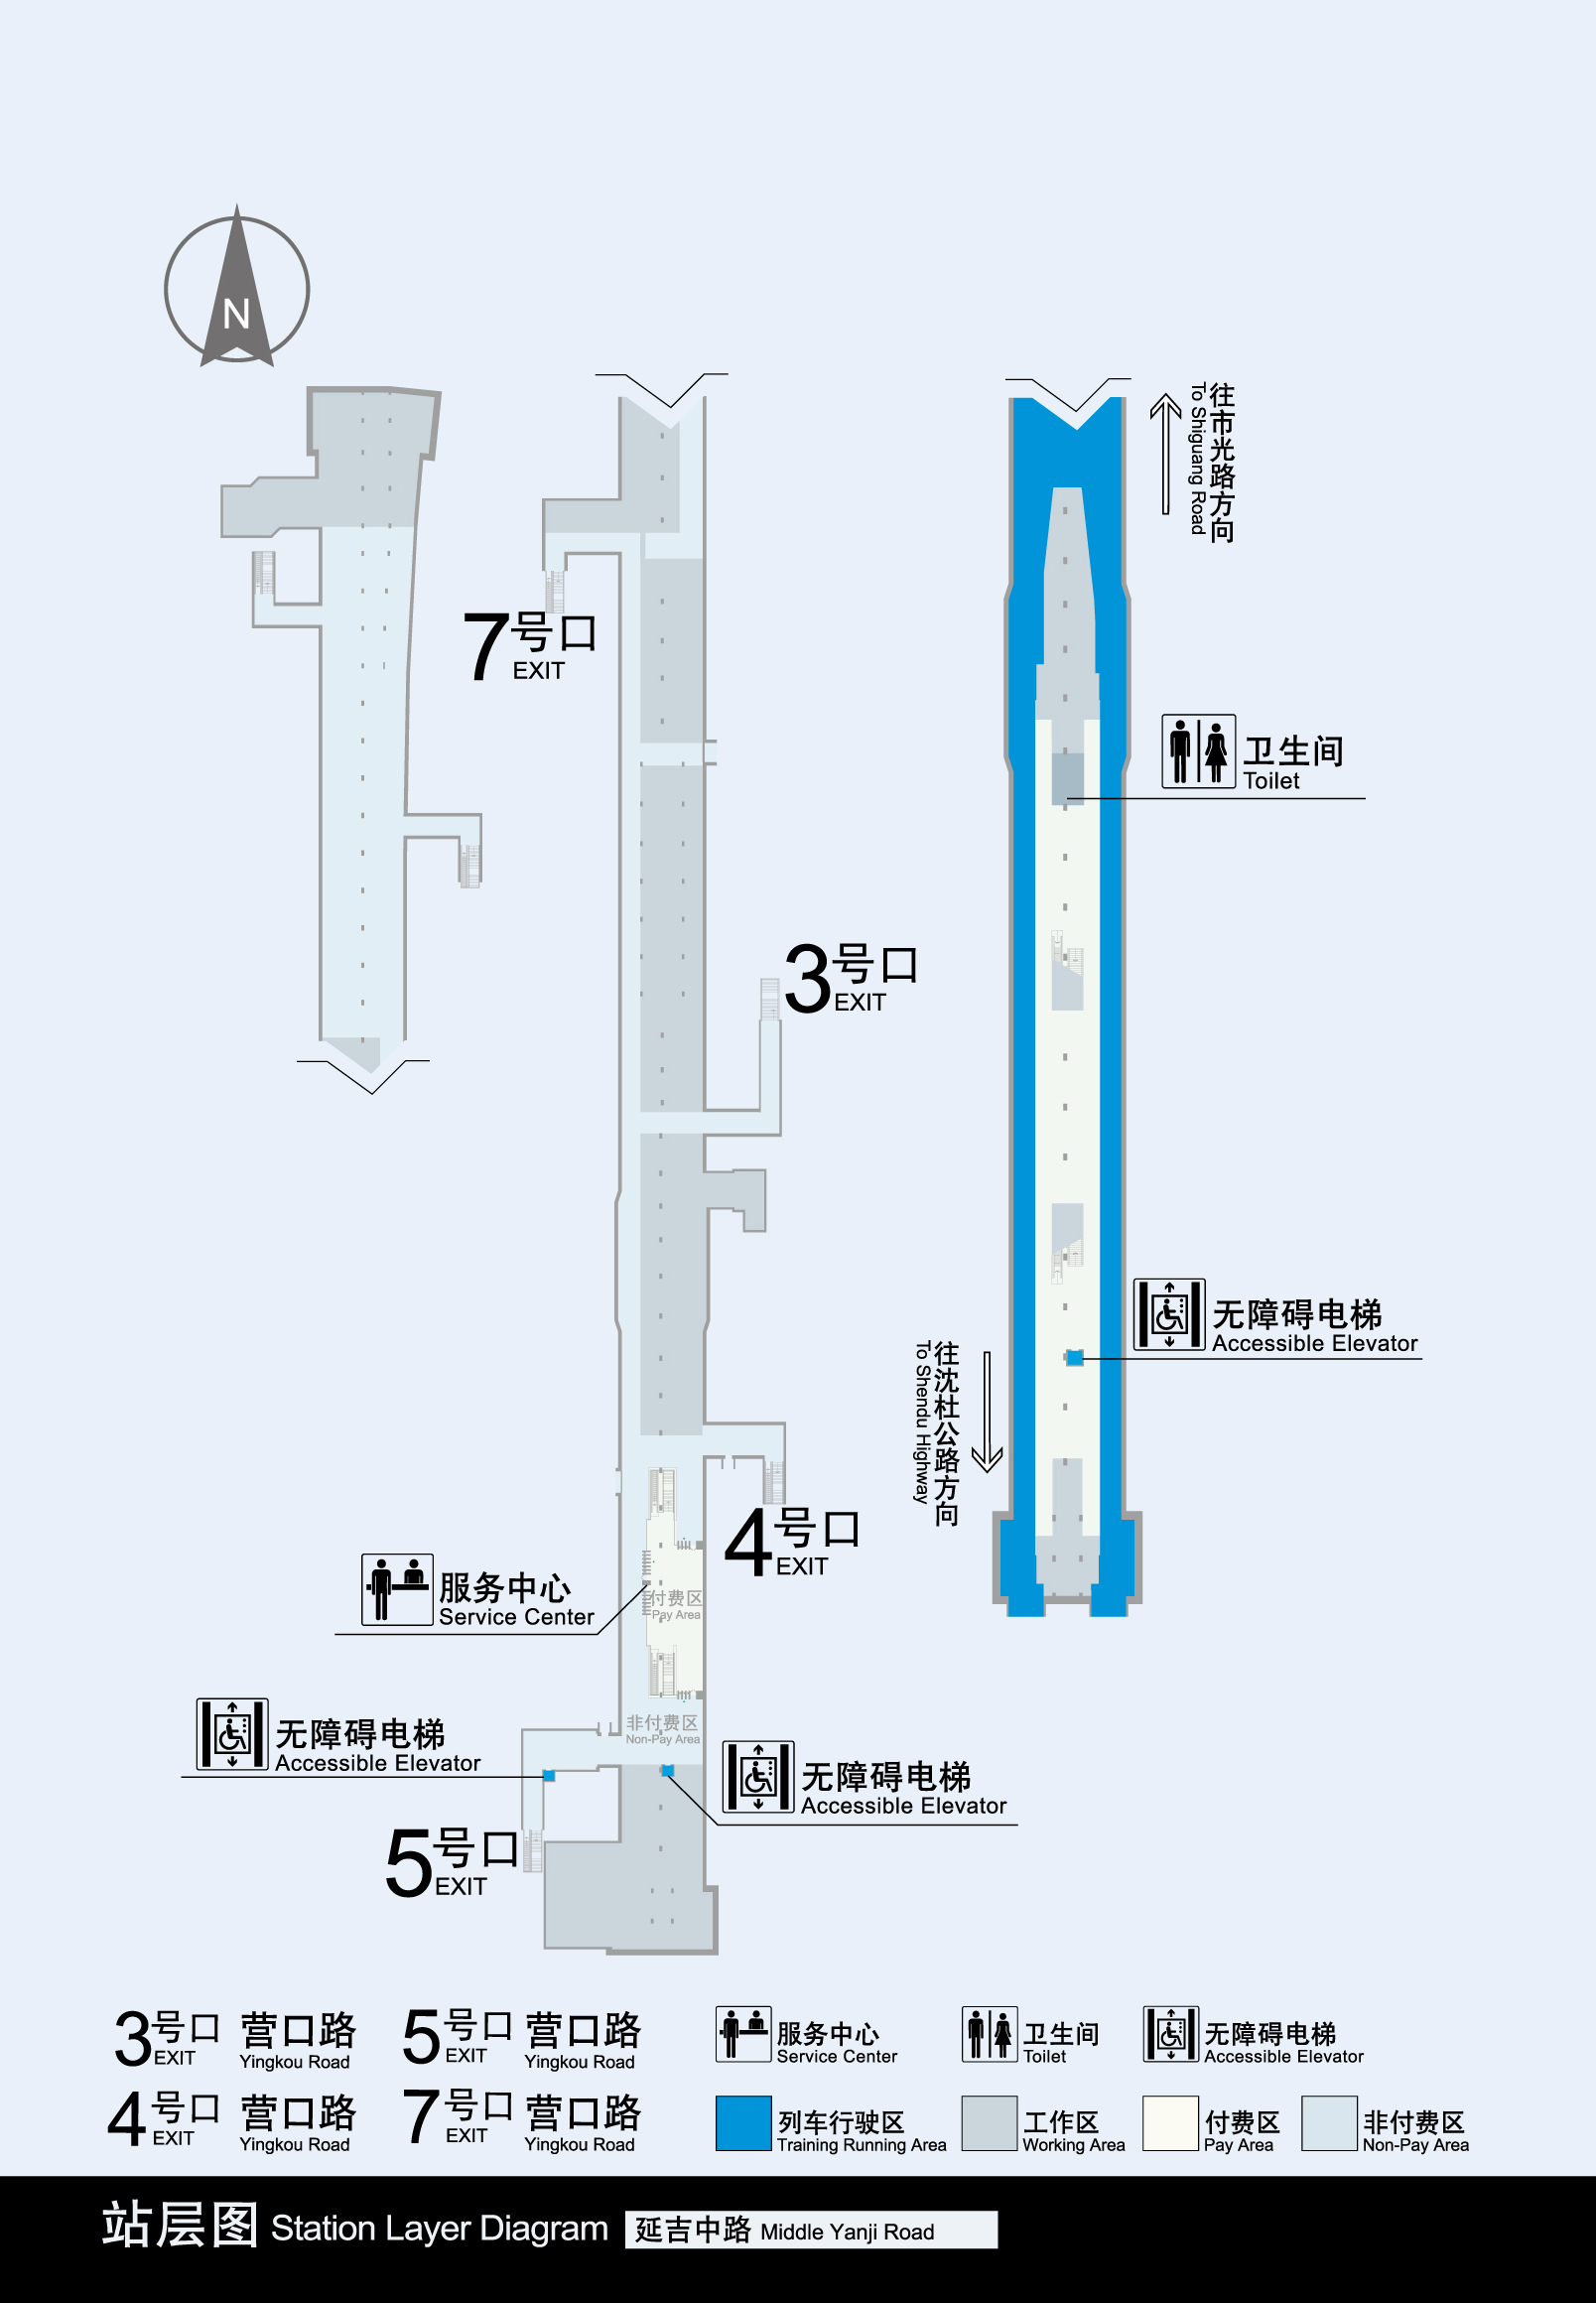 N
往市光路方向
To Shiguang Road
7号口
EXIT
卫生间
Toilet
3号口
EXIT
无障碍电梯
Accessible Elevator
往沈杜公路方向
To Shendu Highway
4号口
EXIT
服务中心
Service Center
付费区
Pay Area
无障碍电梯
Accessible Elevator
非付费区
Non-Pay Area
无障碍电梯
Accessible Elevator
5号口
EXIT
3号口 营口路
EXIT Yingkou Road
5号口 营口路
EXIT Yingkou Road
4号口 营口路
EXIT Yingkou Road
7号口 营口路
EXIT Yingkou Road
服务中心
Service Center
卫生间
Toilet
无障碍电梯
Accessible Elevator
列车行驶区
Training Running Area
工作区
Working Area
付费区
Pay Area
非付费区
Non-Pay Area
站层图 Station Layer Diagram 延吉中路 Middle Yanji Road